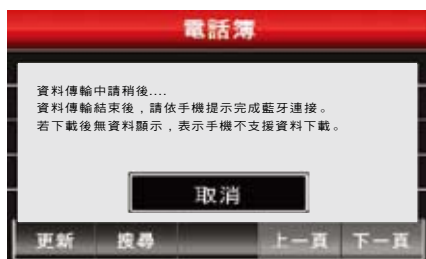 電話簿
資料傳輸中請稍後....
資料傳輸結束後，請依手機提示完成藍牙連接。
若下載後無資料顯示，表示手機不支援資料下載。
取消
更新 搜尋 上一頁 下一頁